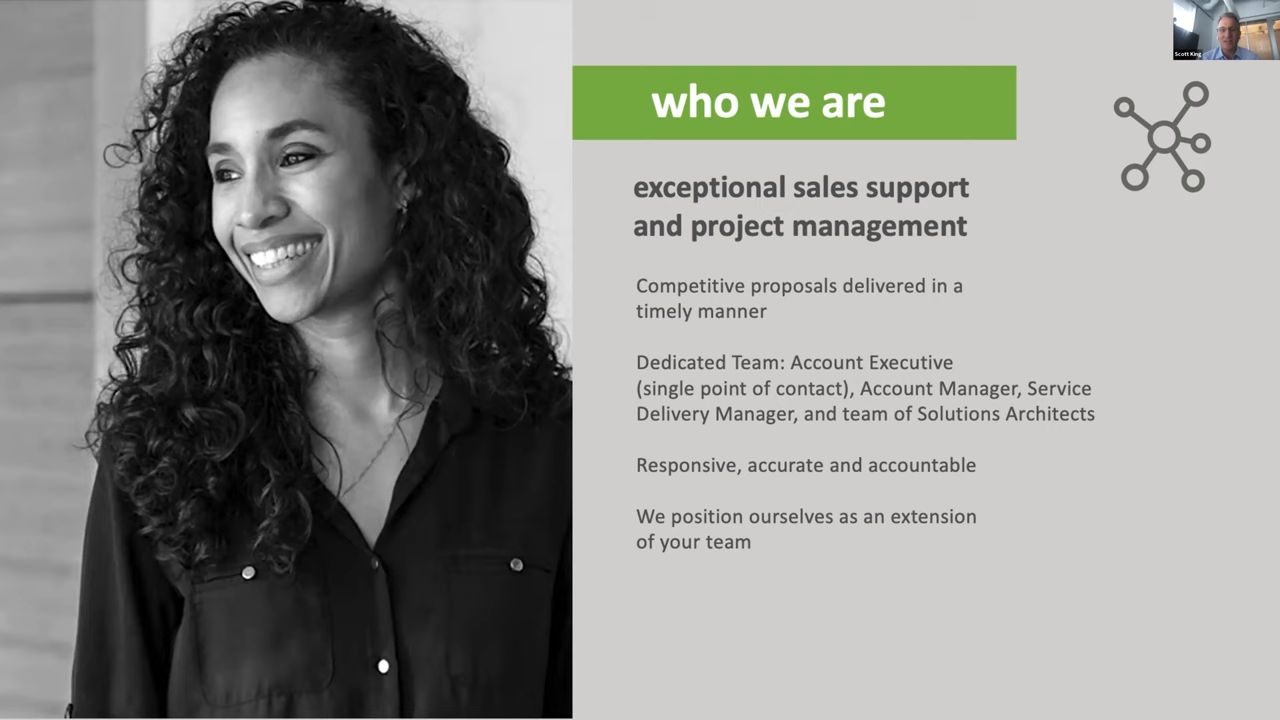 Scott King
who we are
exceptional sales support
and project management
Competitive proposals delivered in a
timely manner
Dedicated Team: Account Executive
(single point of contact), Account Manager, Service
Delivery Manager, and team of Solutions Architects
Responsive, accurate and accountable
We position ourselves as an extension
of your team